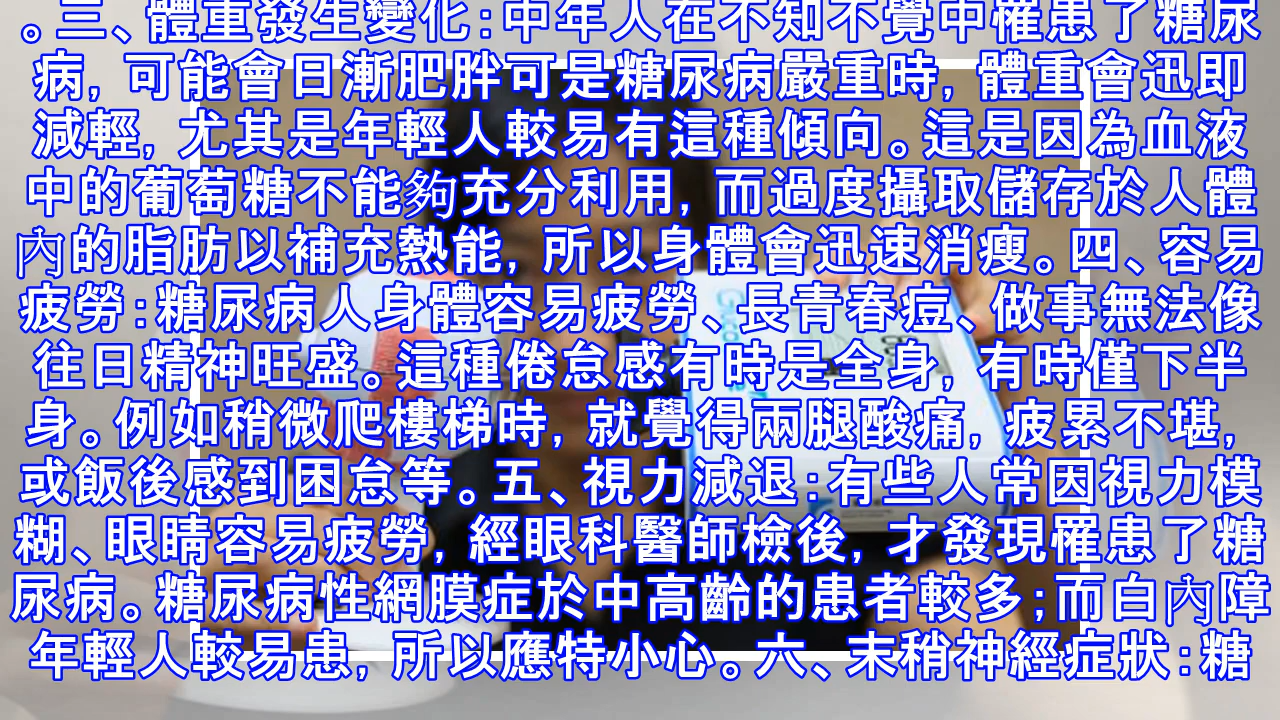 。三、體重發生變化:中年人在不知不覺中罹患了糖尿
病, 可能會日漸肥胖可是糖尿病嚴重時, 體重會迅即
減輕, 尤其是年輕人較易有這種傾向。這是因為血液
中的葡萄糖不能夠充分利用, 而過度攝取儲存於人體
內的脂肪以補充熱能, 所以身體會迅速消瘦。四、容易
疲勞:糖尿病人身體容易疲勞、長青春痘、做事無法像
往日精神旺盛。這種倦怠感有時是全身, 有時僅下半
身。例如稍微爬樓梯時, 就覺得兩腿酸痛, 疲累不堪,
或飯後感到困怠等。五、視力減退:有些人常因視力模
糊、眼睛容易疲勞, 經眼科醫師檢後, 才發現罹患了糖
尿病。糖尿病性網膜症於中高齡的患者較多;而白內障
年輕人較易患, 所以應特小心。六、末稍神經症狀:糖